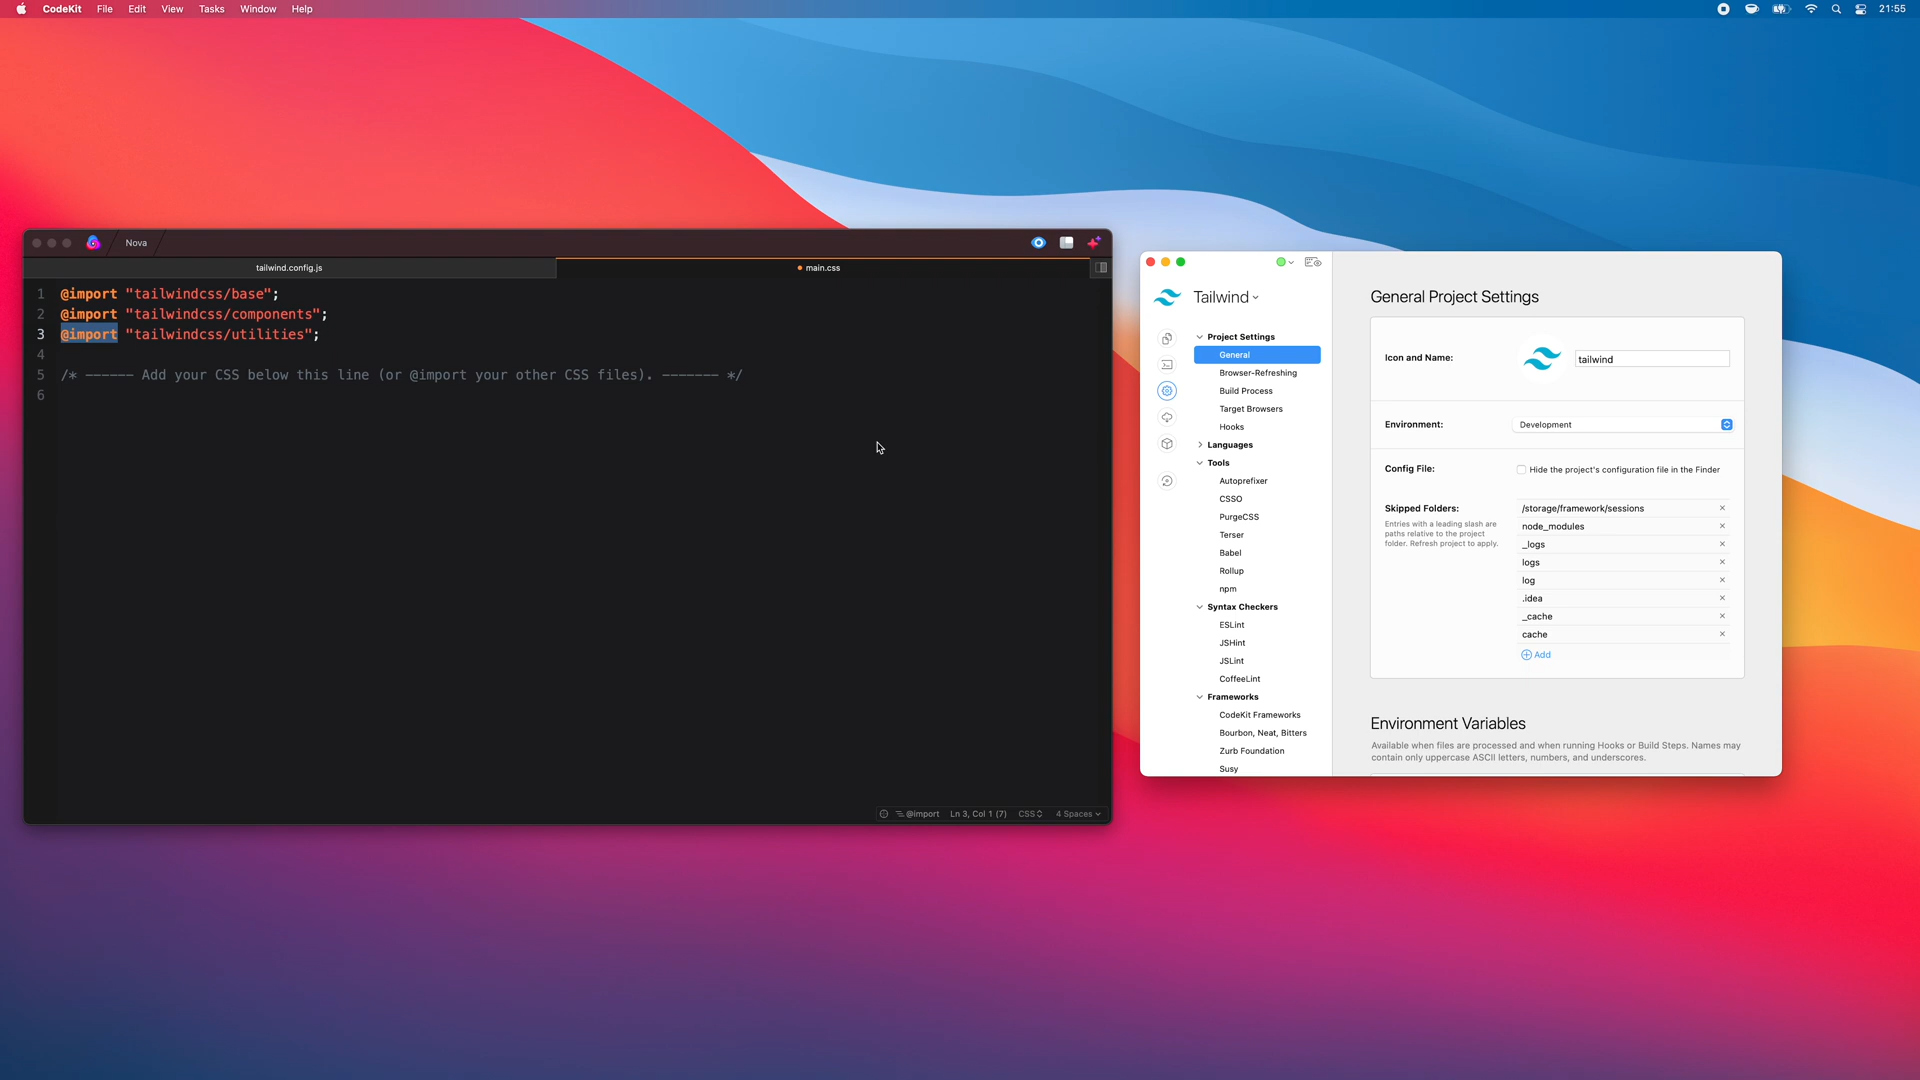 CodeKit File Edit View Tasks Window Help 21:55
Nova
tailwind.config.js main.css
1 @import "tailwindcss/base";
2 @import "tailwindcss/components";
3 @import "tailwindcss/utilities";
4
5 /* —————— Add your CSS below this line (or @import your other CSS files). ——————— */
6
@import Ln 3, Col 1 (7) CSS 4 Spaces
Tailwind
Project Settings
General
Browser-Refreshing
Build Process
Target Browsers
Hooks
Languages
Tools
Autoprefixer
CSSO
PurgeCSS
Terser
Babel
Rollup
npm
Syntax Checkers
ESLint
JSHint
JSLint
CoffeeLint
Frameworks
CodeKit Frameworks
Bourbon, Neat, Bitters
Zurb Foundation
Susy
General Project Settings
Icon and Name: tailwind
Environment: Development
Config File: Hide the project's configuration file in the Finder
Skipped Folders:
Entries with a leading slash are
paths relative to the project
folder. Refresh project to apply.
/storage/framework/sessions
node_modules
_logs
logs
log
.idea
_cache
cache
Add
Environment Variables
Available when files are processed and when running Hooks or Build Steps. Names may
contain only uppercase ASCII letters, numbers, and underscores.